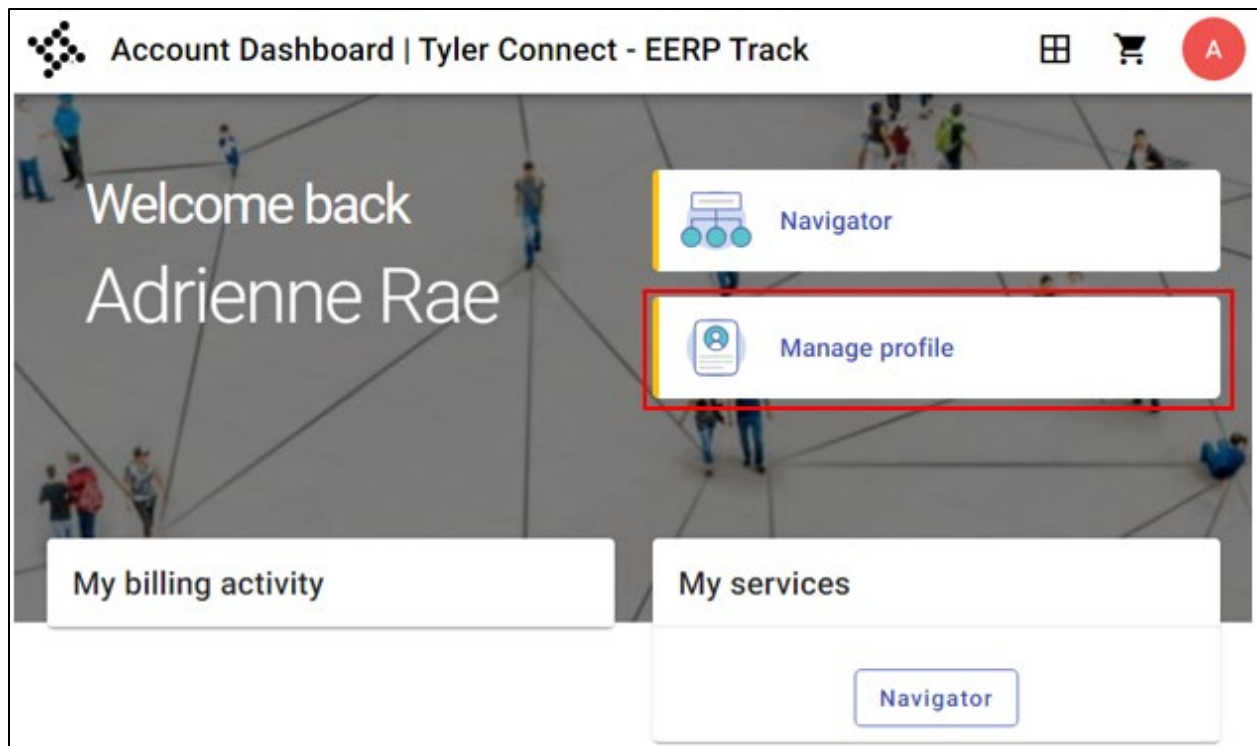 Account Dashboard | Tyler Connect - EERP Track
A
Welcome back
Adrienne Rae
Navigator
Manage profile
My billing activity
My services
Navigator